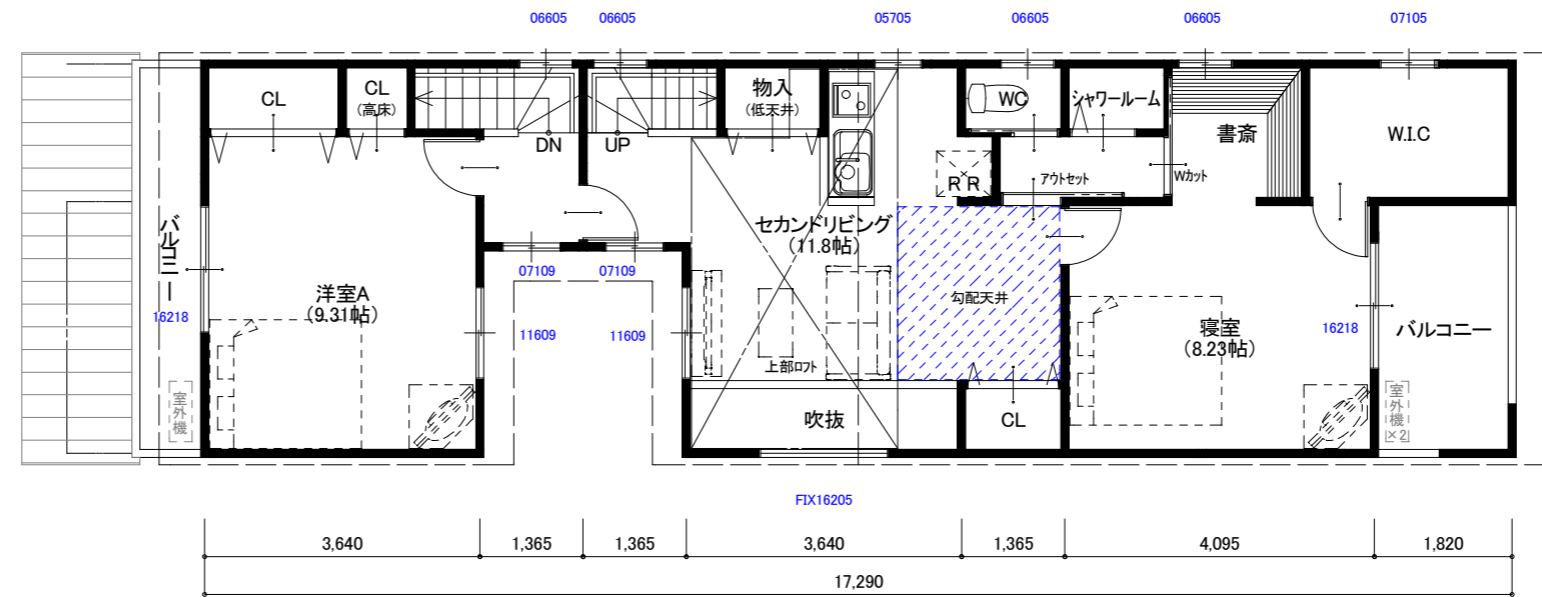 06605
06605
05705
06605
06605
07105
CL
CL
(高床)
DN
UP
物入
(低天井)
WC
シャワールーム
書斎
W.I.C
R R
アウトセット
Wカット
バルコニー
セカンドリビング
(11.8帖)
07109
07109
洋室A
(9.31帖)
勾配天井
16218
11609
11609
寝室
(8.23帖)
16218
バルコニー
上部ロフト
室外機
吹抜
CL
室外機
×2
FIX16205
3,640
1,365
1,365
3,640
1,365
4,095
1,820
17,290